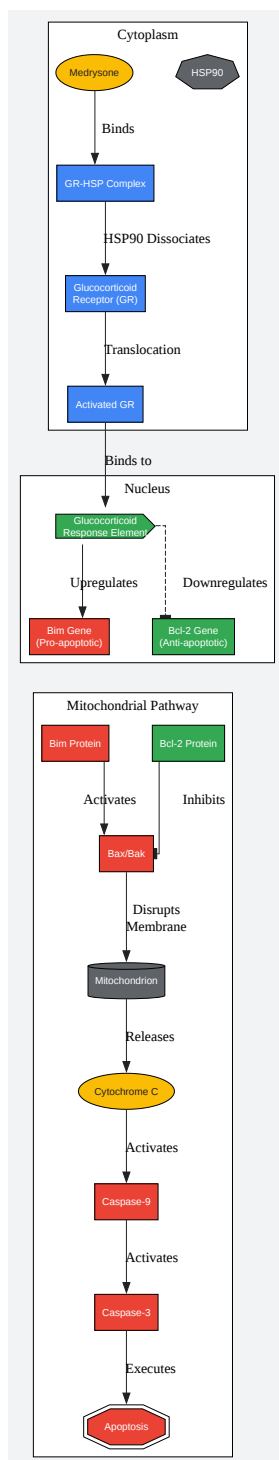 Cytoplasm
Medrysone
HSP90
Binds
GR-HSP Complex
HSP90 Dissociates
Glucocorticoid
Receptor (GR)
Translocation
Activated GR
Binds to
Nucleus
Glucocorticoid
Response Element
Upregulates
Downregulates
Bim Gene
(Pro-apoptotic)
Bcl-2 Gene
(Anti-apoptotic)
Mitochondrial Pathway
Bim Protein
Bcl-2 Protein
Activates
Inhibits
Bax/Bak
Disrupts
Membrane
Mitochondrion
Releases
Cytochrome C
Activates
Caspase-9
Activates
Caspase-3
Executes
Apoptosis